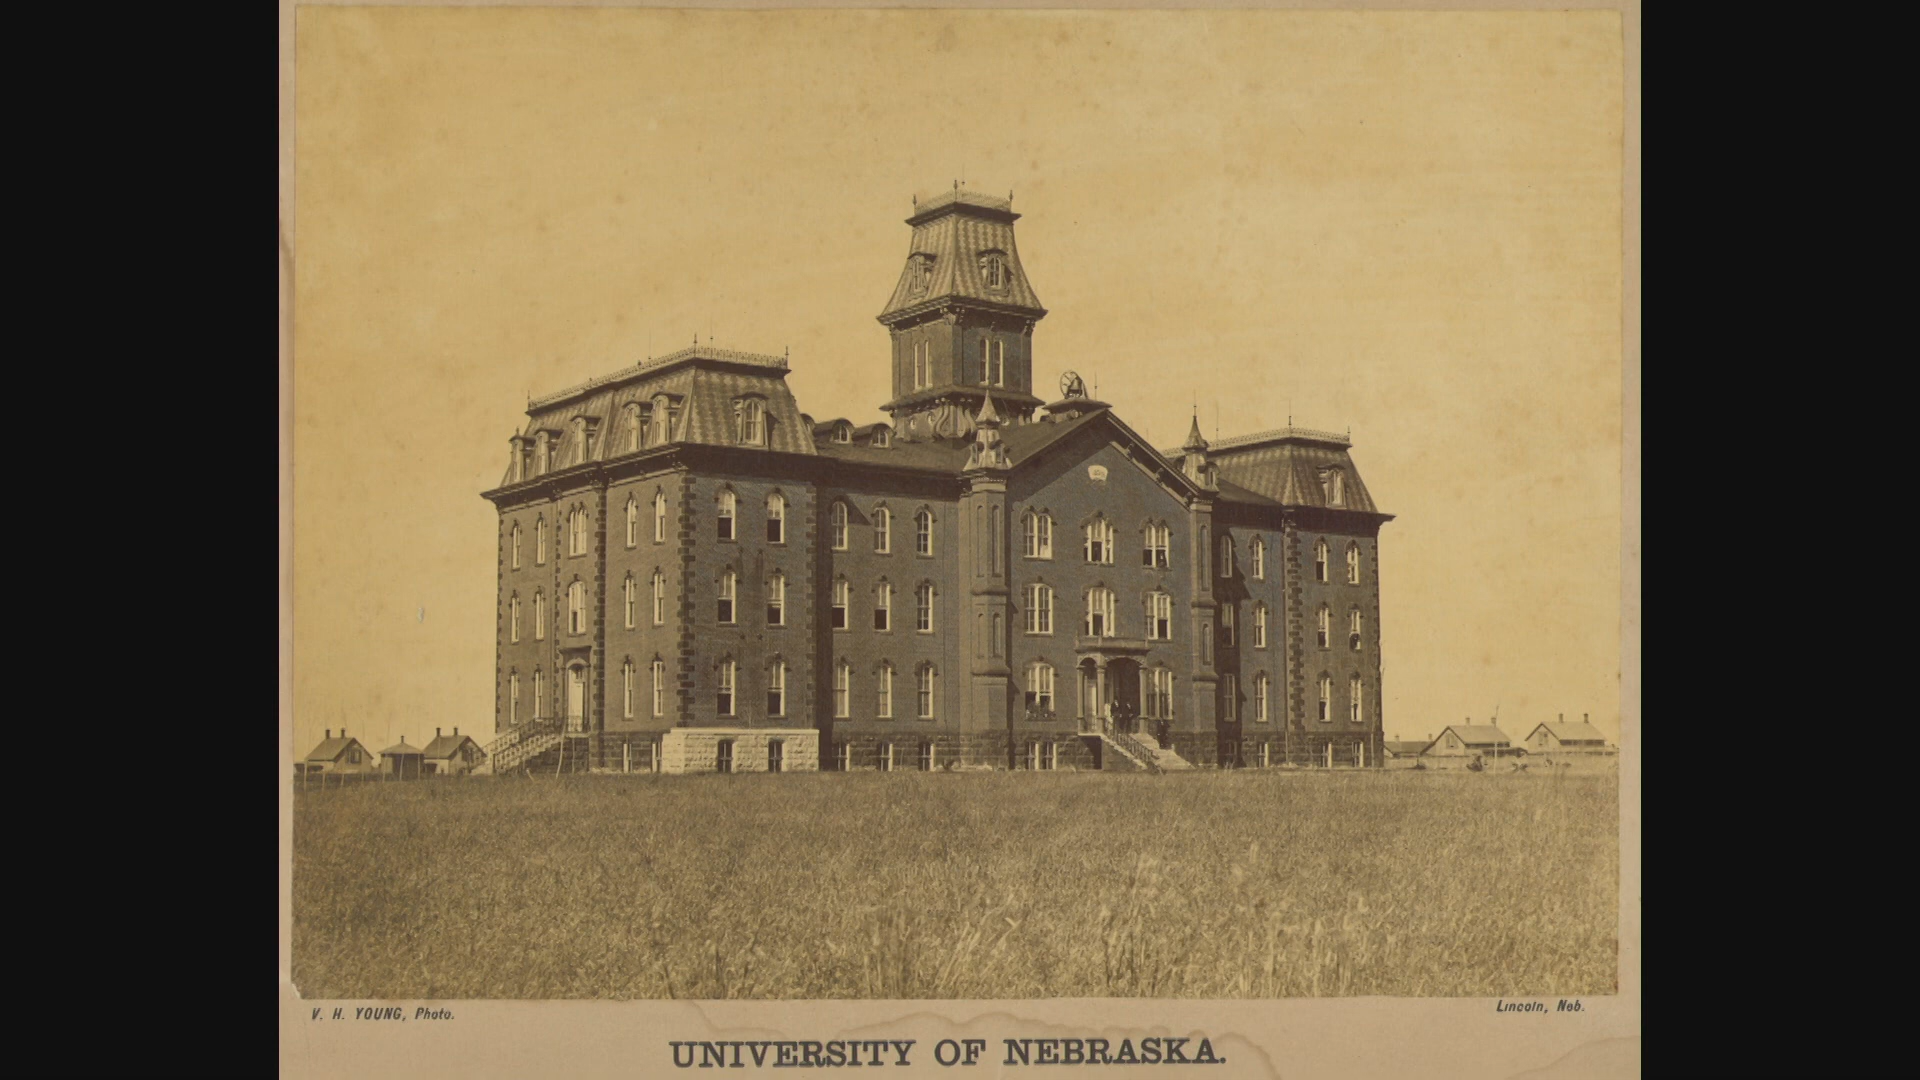 V. H. YOUNG, Photo.
Lincoln, Neb.
UNIVERSITY OF NEBRASKA.